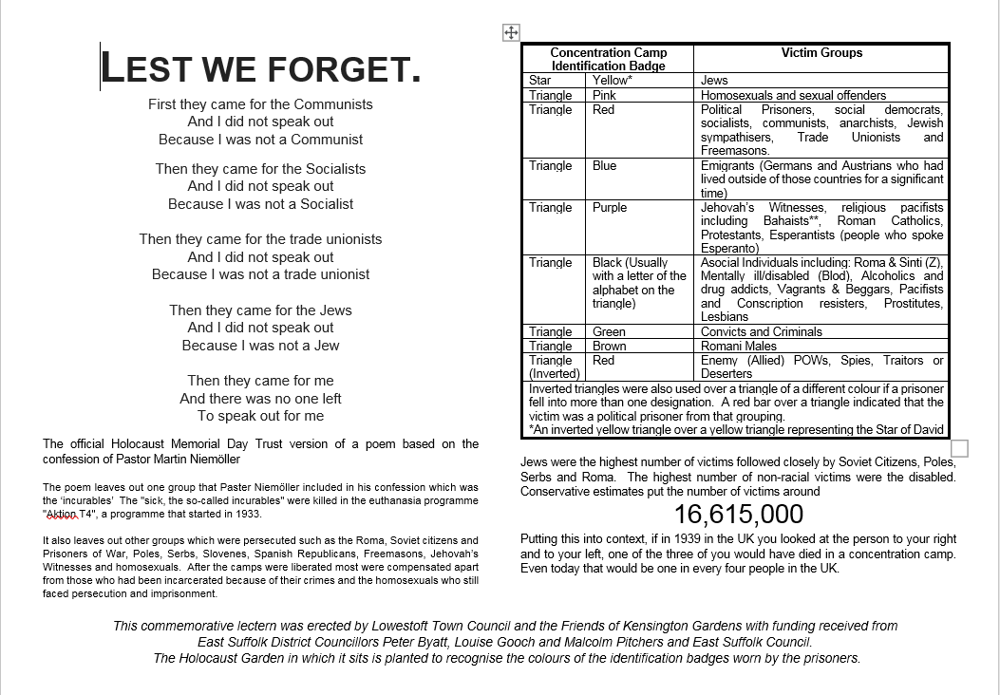 LEST WE FORGET.
First they came for the Communists
And I did not speak out
Because I was not a Communist
Then they came for the Socialists
And I did not speak out
Because I was not a Socialist
Then they came for the trade unionists
And I did not speak out
Because I was not a trade unionist
Then they came for the Jews
And I did not speak out
Because I was not a Jew
Then they came for me
And there was no one left
To speak out for me
The official Holocaust Memorial Day Trust version of a poem based on the
confession of Pastor Martin Niemöller
The poem leaves out one group that Paster Niemöller included in his confession which was
the ‘incurables’ The "sick, the so-called incurables" were killed in the euthanasia programme
"Aktion T4", a programme that started in 1933.
It also leaves out other groups which were persecuted such as the Roma, Soviet citizens and
Prisoners of War, Poles, Serbs, Slovenes, Spanish Republicans, Freemasons, Jehovah’s
Witnesses and homosexuals. After the camps were liberated most were compensated apart
from those who had been incarcerated because of their crimes and the homosexuals who still
faced persecution and imprisonment.
Concentration Camp
Identification Badge
Victim Groups
Star Yellow* Jews
Triangle Pink Homosexuals and sexual offenders
Triangle Red Political Prisoners, social democrats,
socialists, communists, anarchists, Jewish
sympathisers, Trade Unionists and
Freemasons.
Triangle Blue Emigrants (Germans and Austrians who had
lived outside of those countries for a significant
time)
Triangle Purple Jehovah’s Witnesses, religious pacifists
including Bahaists**, Roman Catholics,
Protestants, Esperantists (people who spoke
Esperanto)
Triangle Black (Usually
with a letter of the
alphabet on the
triangle)
Asocial Individuals including: Roma & Sinti (Z),
Mentally ill/disabled (Blod), Alcoholics and
drug addicts, Vagrants & Beggars, Pacifists
and Conscription resisters, Prostitutes,
Lesbians
Triangle Green Convicts and Criminals
Triangle Brown Romani Males
Triangle
(Inverted)
Red Enemy (Allied) POWs, Spies, Traitors or
Deserters
Inverted triangles were also used over a triangle of a different colour if a prisoner
fell into more than one designation. A red bar over a triangle indicated that the
victim was a political prisoner from that grouping.
*An inverted yellow triangle over a yellow triangle representing the Star of David
Jews were the highest number of victims followed closely by Soviet Citizens, Poles,
Serbs and Roma. The highest number of non-racial victims were the disabled.
Conservative estimates put the number of victims around
16,615,000
Putting this into context, if in 1939 in the UK you looked at the person to your right
and to your left, one of the three of you would have died in a concentration camp.
Even today that would be one in every four people in the UK.
This commemorative lectern was erected by Lowestoft Town Council and the Friends of Kensington Gardens with funding received from
East Suffolk District Councillors Peter Byatt, Louise Gooch and Malcolm Pitchers and East Suffolk Council.
The Holocaust Garden in which it sits is planted to recognise the colours of the identification badges worn by the prisoners.